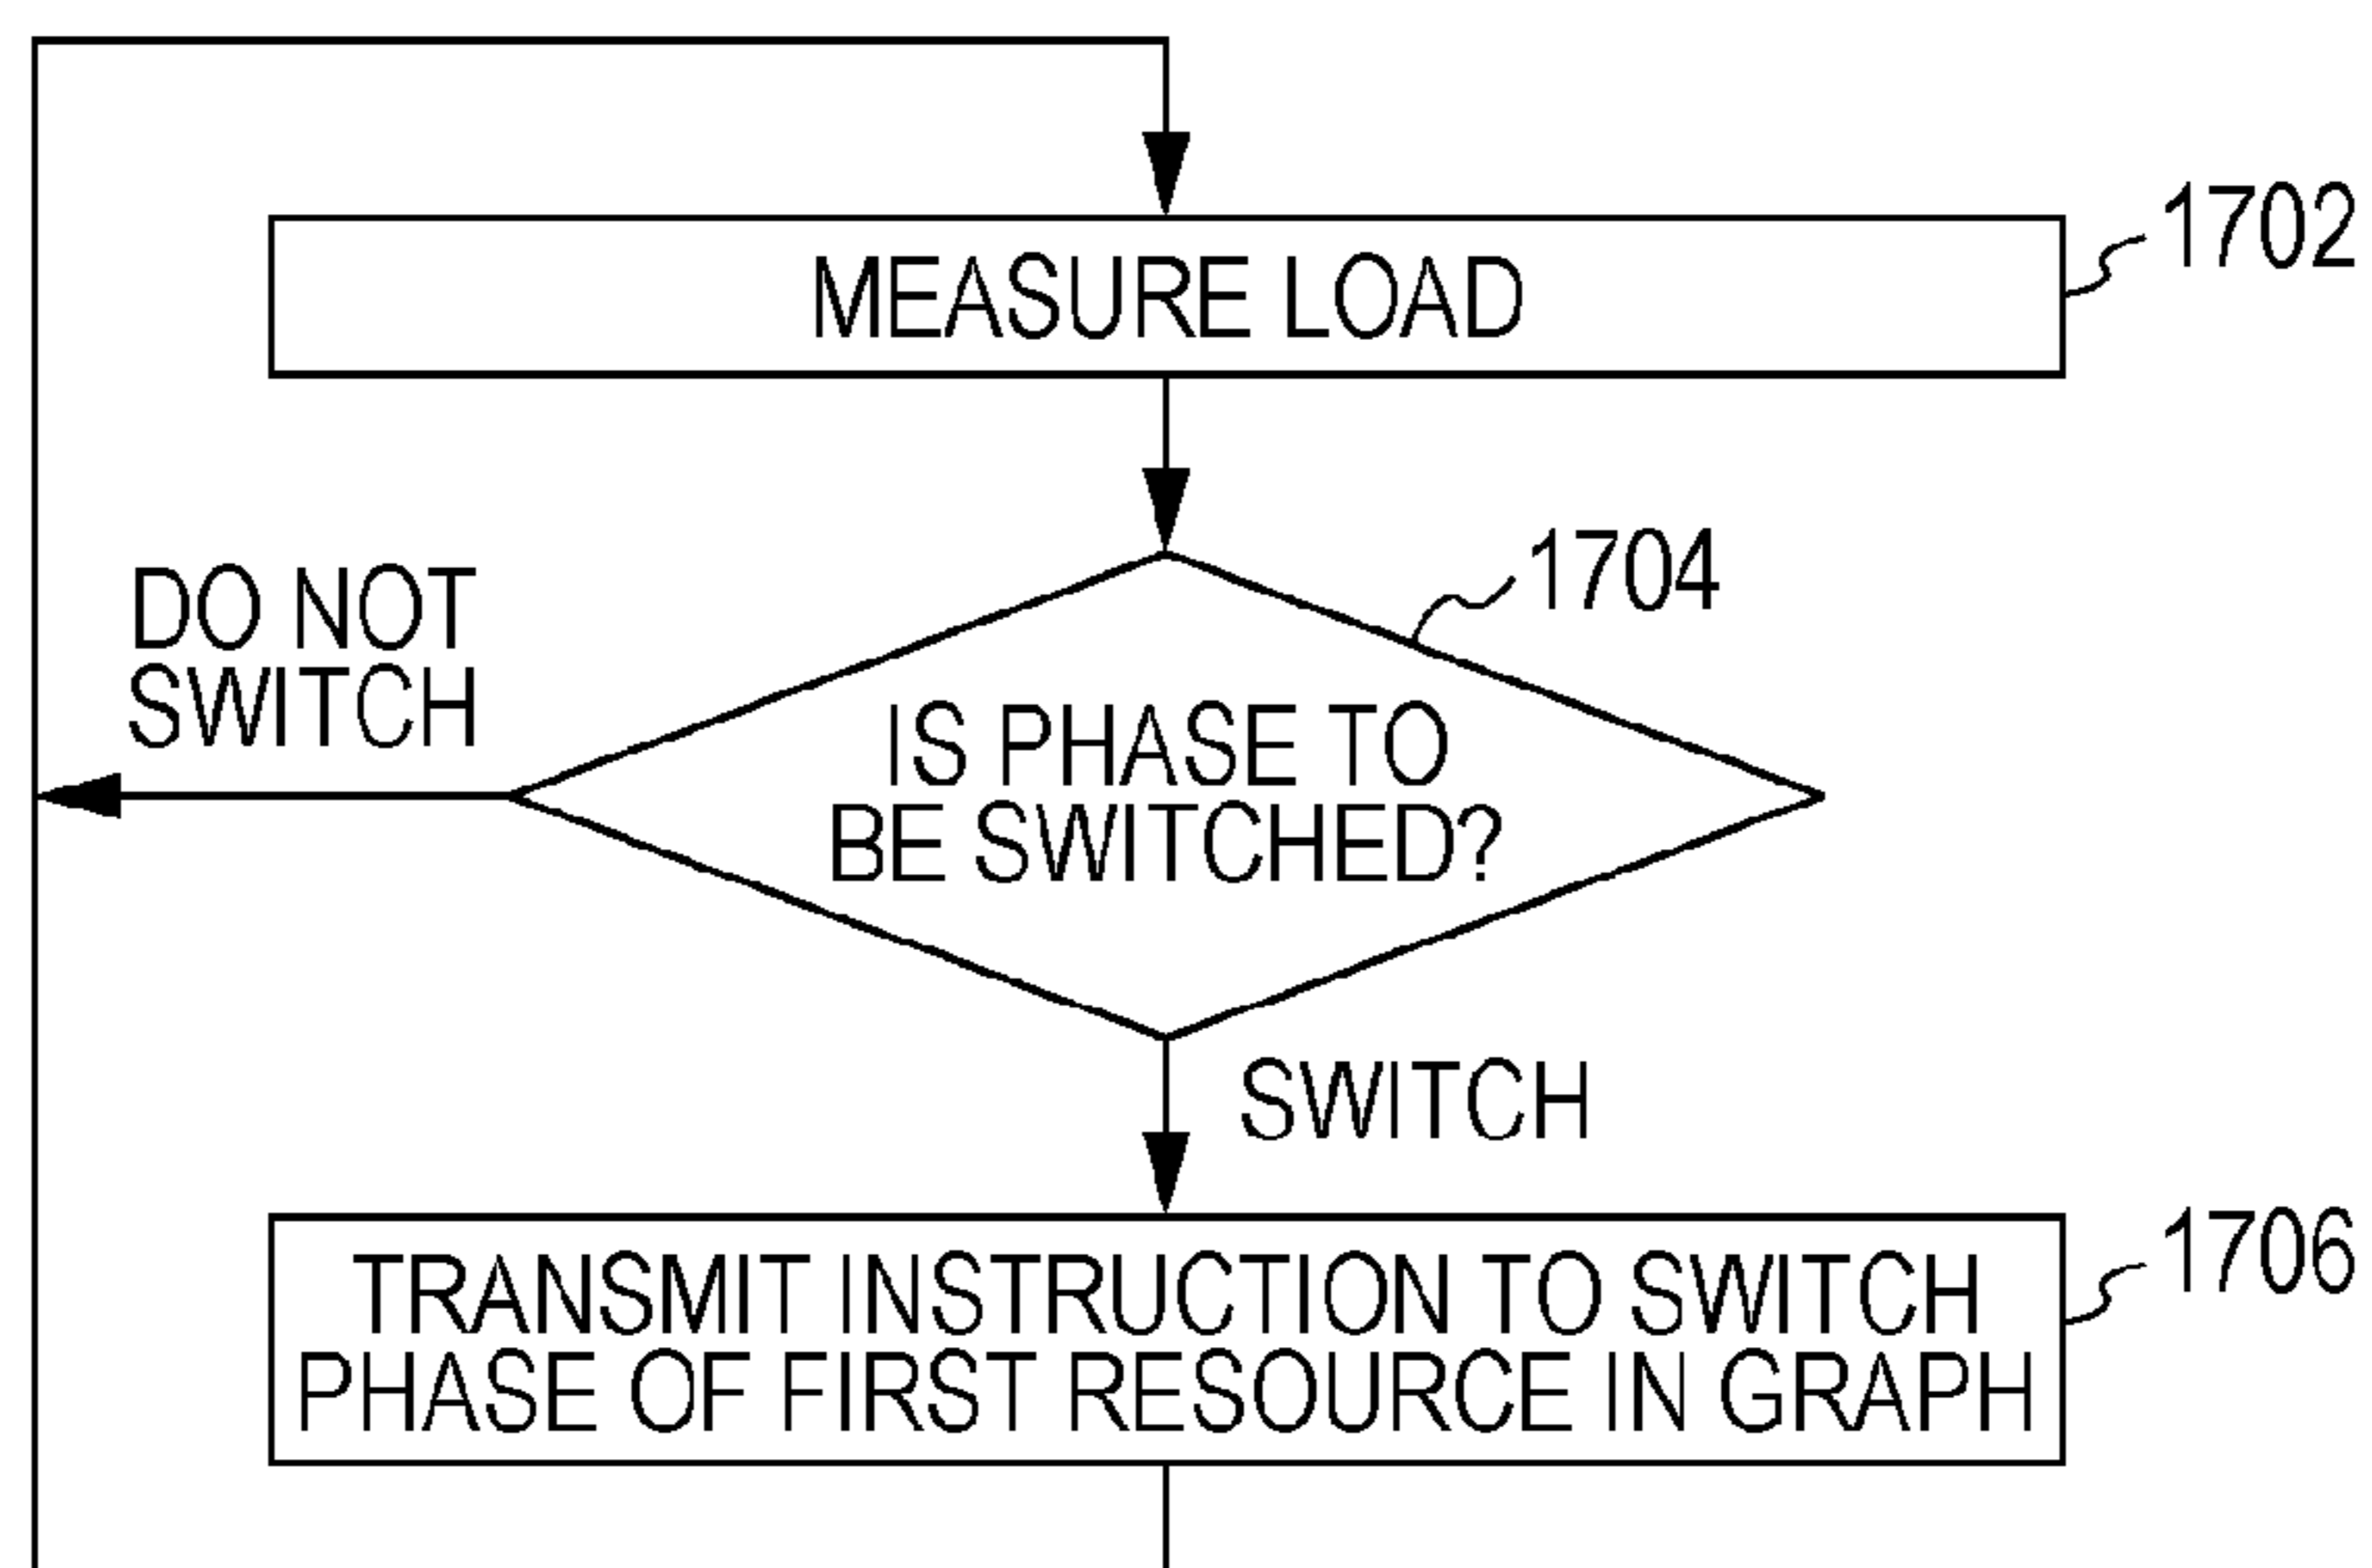 MEASURE LOAD
1702
1704
DO NOT
SWITCH
IS PHASE TO
BE SWITCHED?
SWITCH
TRANSMIT INSTRUCTION TO SWITCH
PHASE OF FIRST RESOURCE IN GRAPH
1706